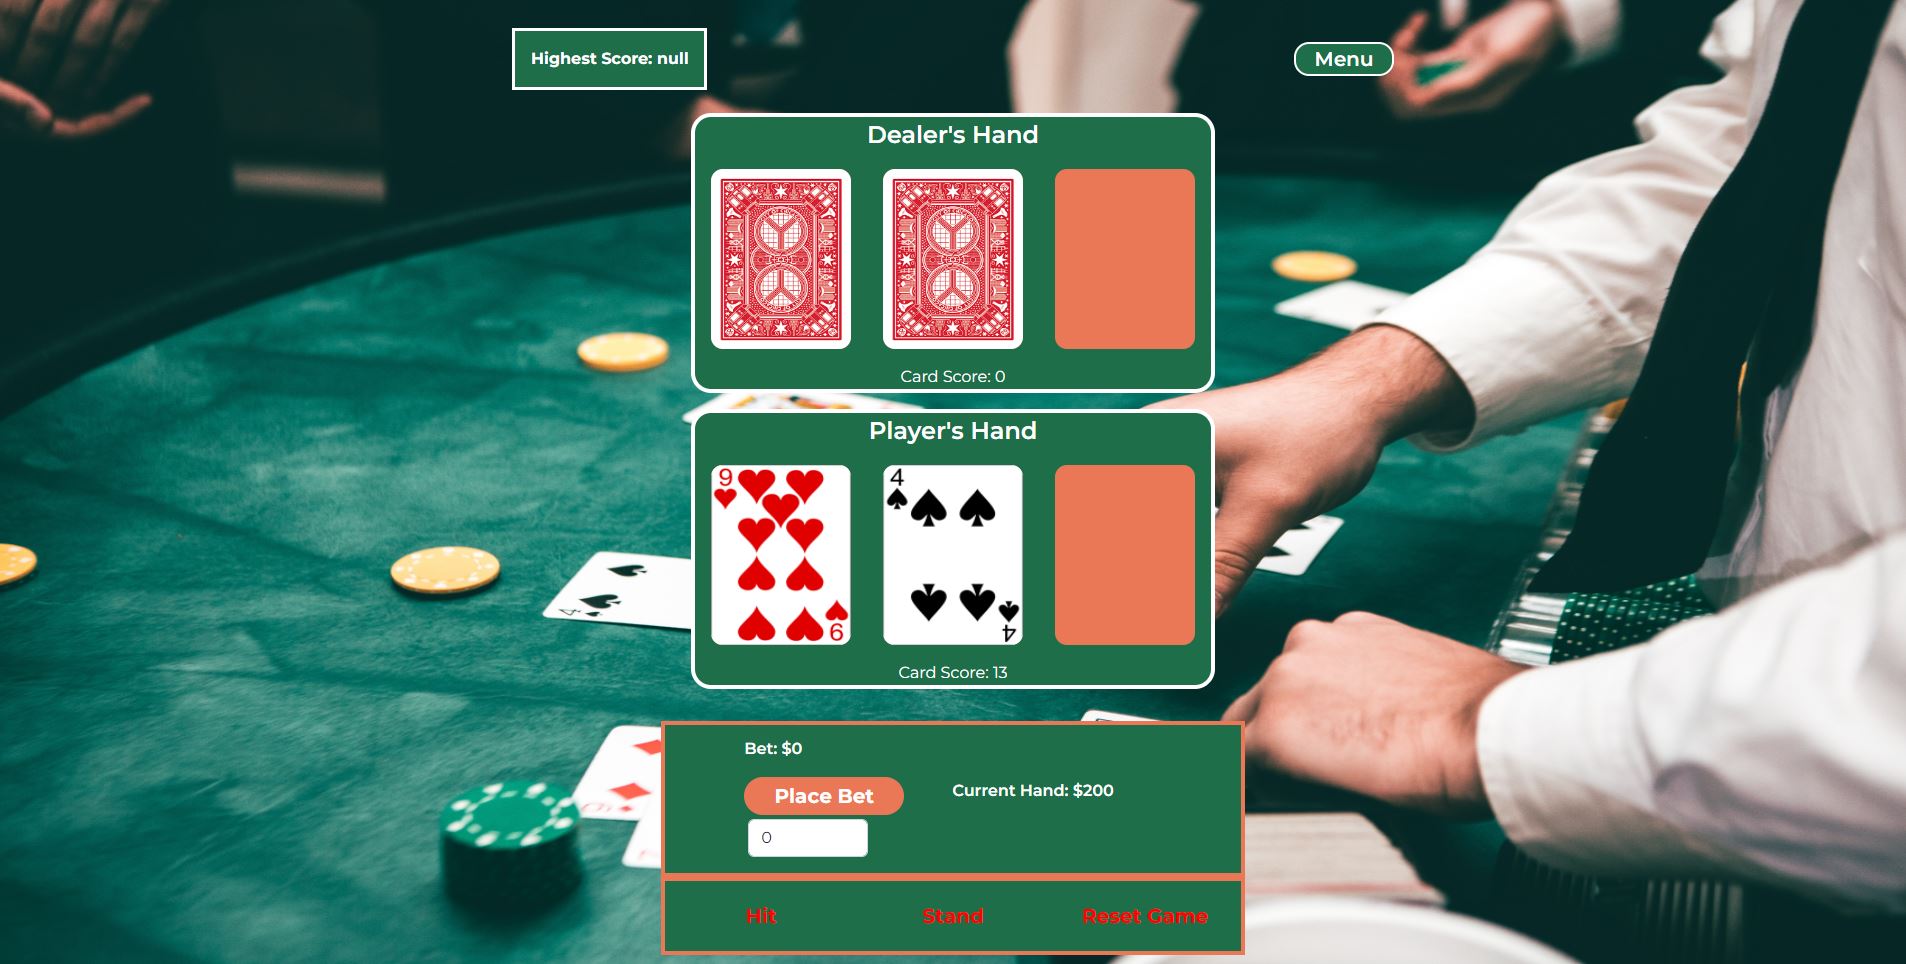 Highest Score: null
Menu
Dealer's Hand
Card Score: 0
Player's Hand
9
9
4
4
Card Score: 13
4
Bet: $0
Place Bet
Current Hand: $200
0
Hit
Stand
Reset Game